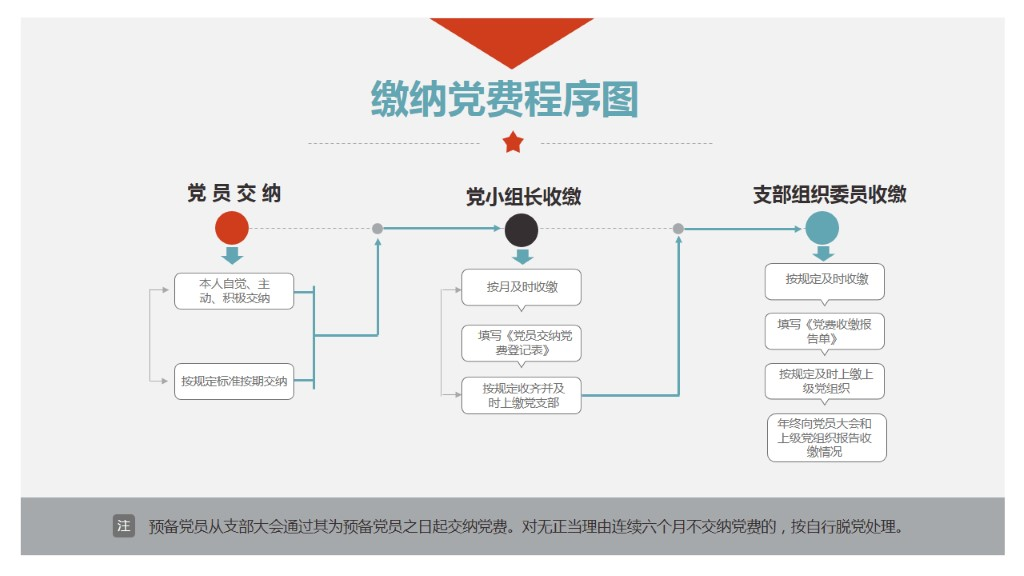 缴纳党费程序图
党员交纳
本人自觉、主
动、积极交纳
按规定标准按期交纳
党小组长收缴
按月及时收缴
填写《党员交纳党
费登记表》
按规定收齐并及
时上缴党支部
支部组织委员收缴
按规定及时收缴
填写《党费收缴报
告单》
按规定及时上缴上
级党组织
年终向党员大会和
上级党组织报告收
缴情况
注 预备党员从支部大会通过其为预备党员之日起交纳党费。对无正当理由连续六个月不交纳党费的，按自行脱党处理。